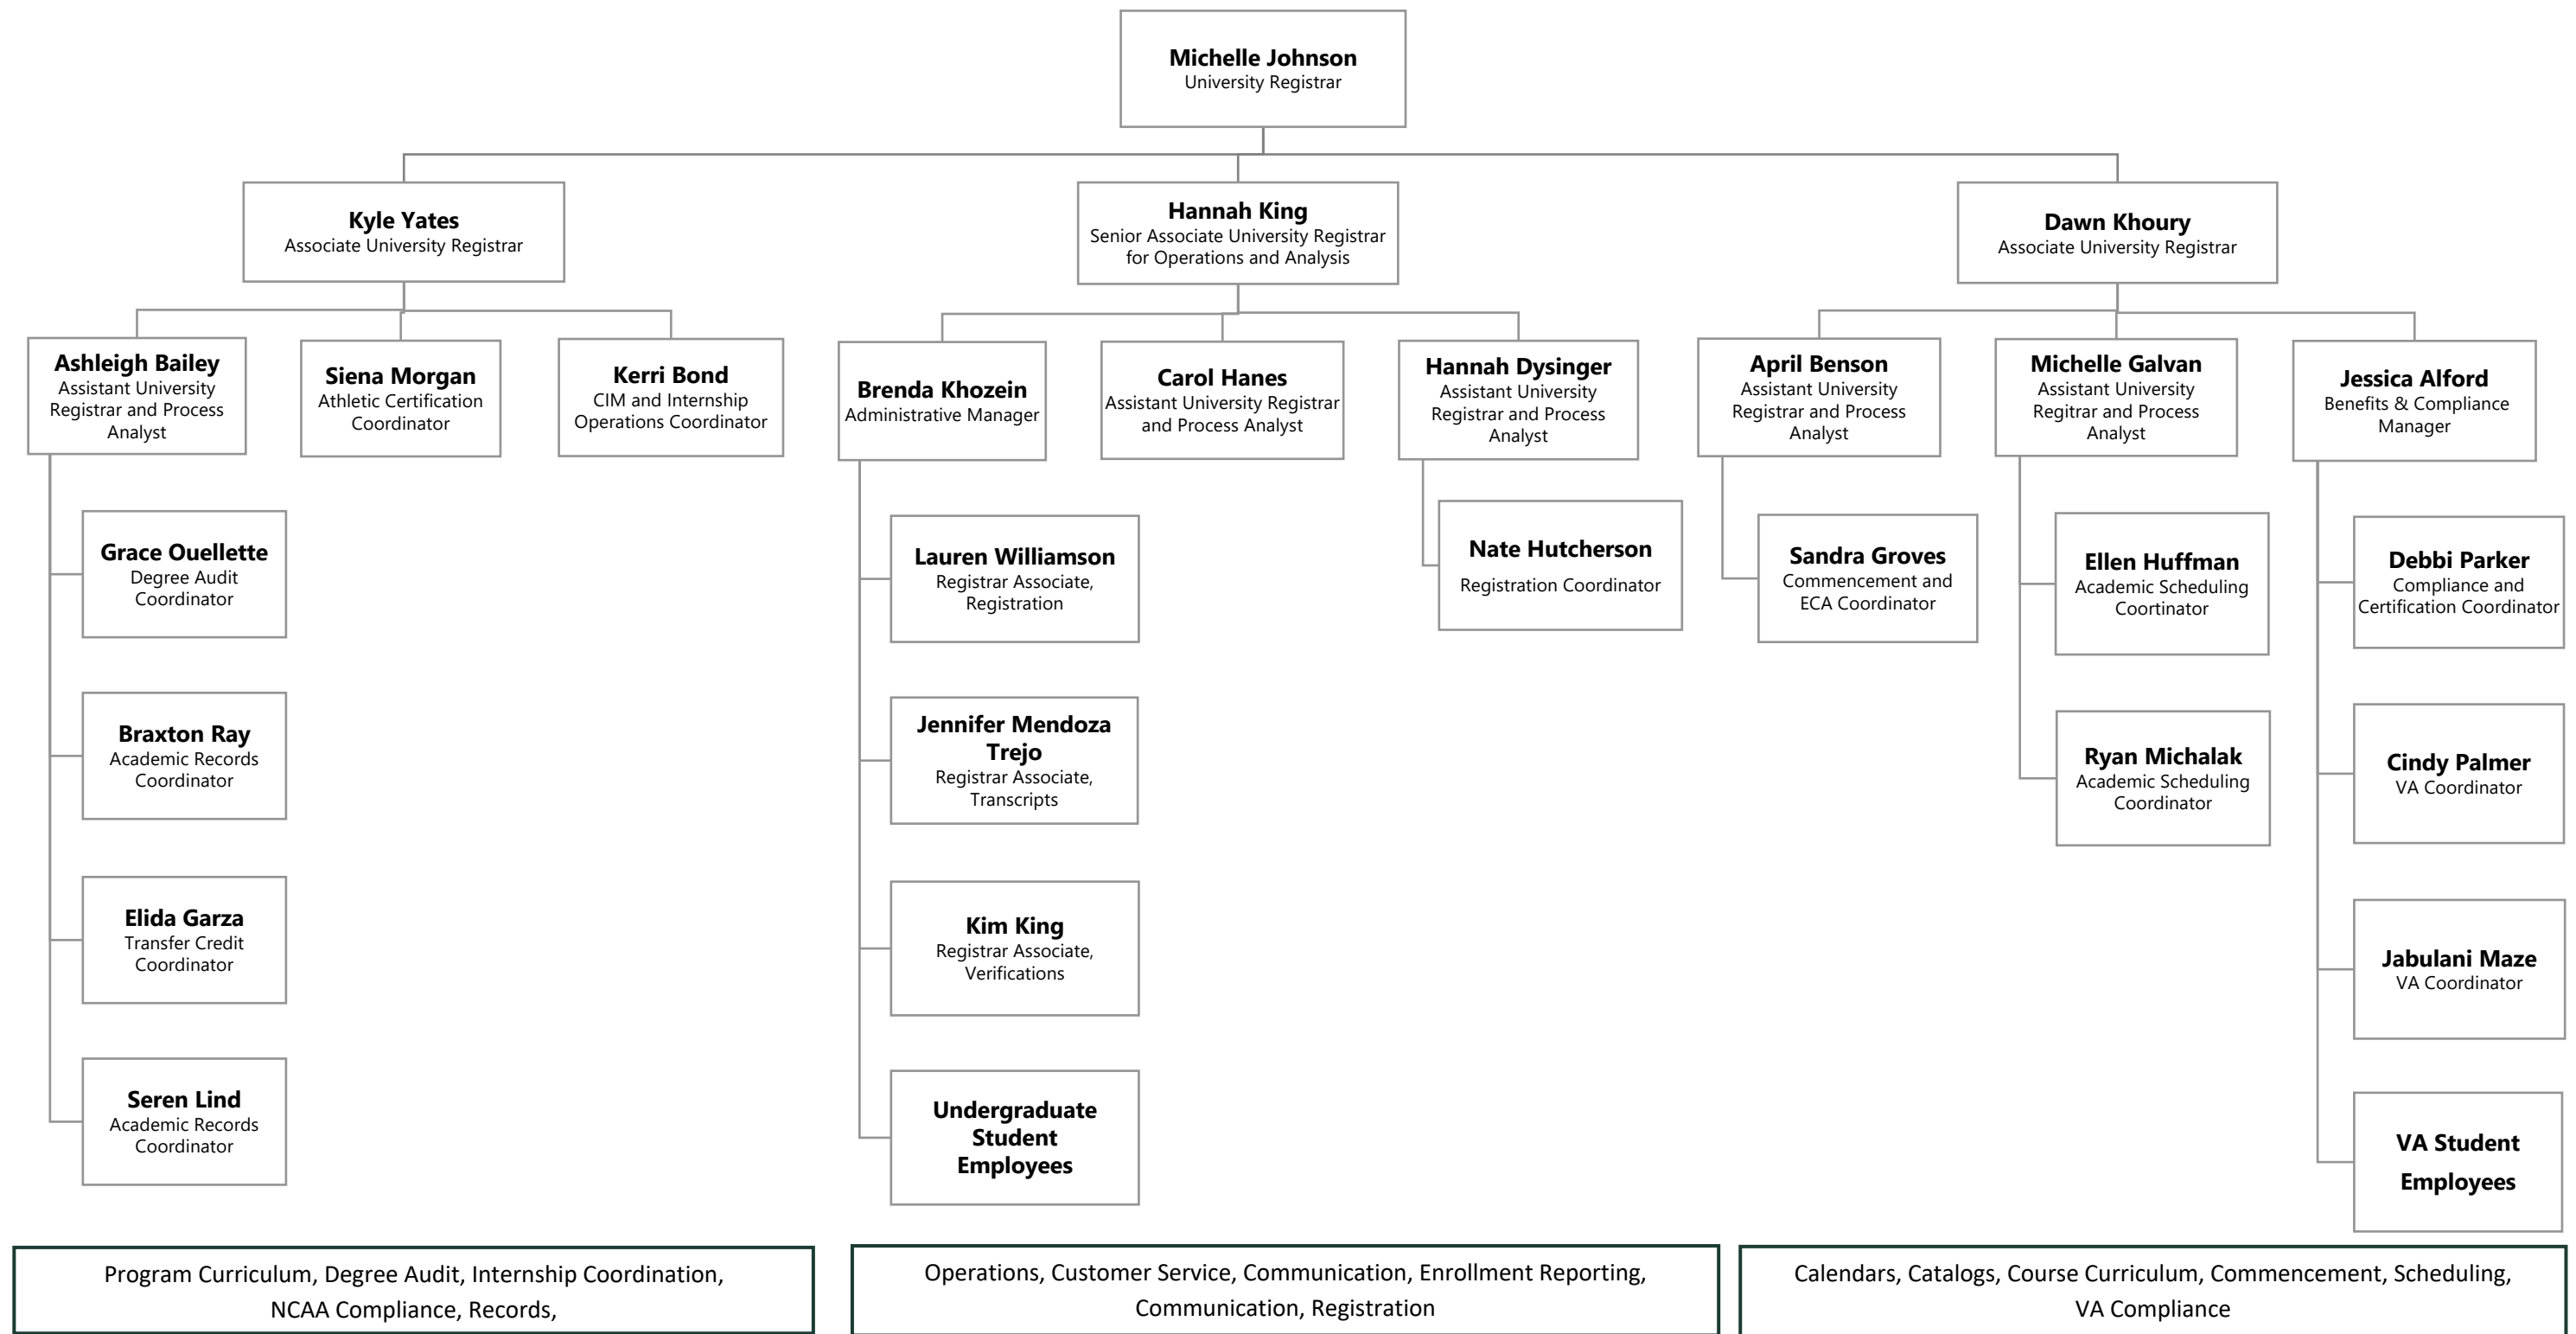 Michelle Johnson
University Registrar
Kyle Yates
Associate University Registrar
Hannah King
Senior Associate University Registrar
for Operations and Analysis
Dawn Khoury
Associate University Registrar
Ashleigh Bailey
Assistant University
Registrar and Process
Analyst
Siena Morgan
Athletic Certification
Coordinator
Kerri Bond
CIM and Internship
Operations Coordinator
Brenda Khozein
Administrative Manager
Carol Hanes
Assistant University Registrar
and Process Analyst
Hannah Dysinger
Assistant University
Registrar and Process
Analyst
April Benson
Assistant University
Registrar and Process
Analyst
Michelle Galvan
Assistant University
Regitrar and Process
Analyst
Jessica Alford
Benefits & Compliance
Manager
Grace Ouellette
Degree Audit
Coordinator
Braxton Ray
Academic Records
Coordinator
Elida Garza
Transfer Credit
Coordinator
Seren Lind
Academic Records
Coordinator
Lauren Williamson
Registrar Associate,
Registration
Jennifer Mendoza
Trejo
Registrar Associate,
Transcripts
Kim King
Registrar Associate,
Verifications
Undergraduate
Student
Employees
Nate Hutcherson
Registration Coordinator
Sandra Groves
Commencement and
ECA Coordinator
Ellen Huffman
Academic Scheduling
Coortinator
Ryan Michalak
Academic Scheduling
Coordinator
Debbi Parker
Compliance and
Certification Coordinator
Cindy Palmer
VA Coordinator
Jabulani Maze
VA Coordinator
VA Student
Employees
Program Curriculum, Degree Audit, Internship Coordination,
NCAA Compliance, Records,
Operations, Customer Service, Communication, Enrollment Reporting,
Communication, Registration
Calendars, Catalogs, Course Curriculum, Commencement, Scheduling,
VA Compliance